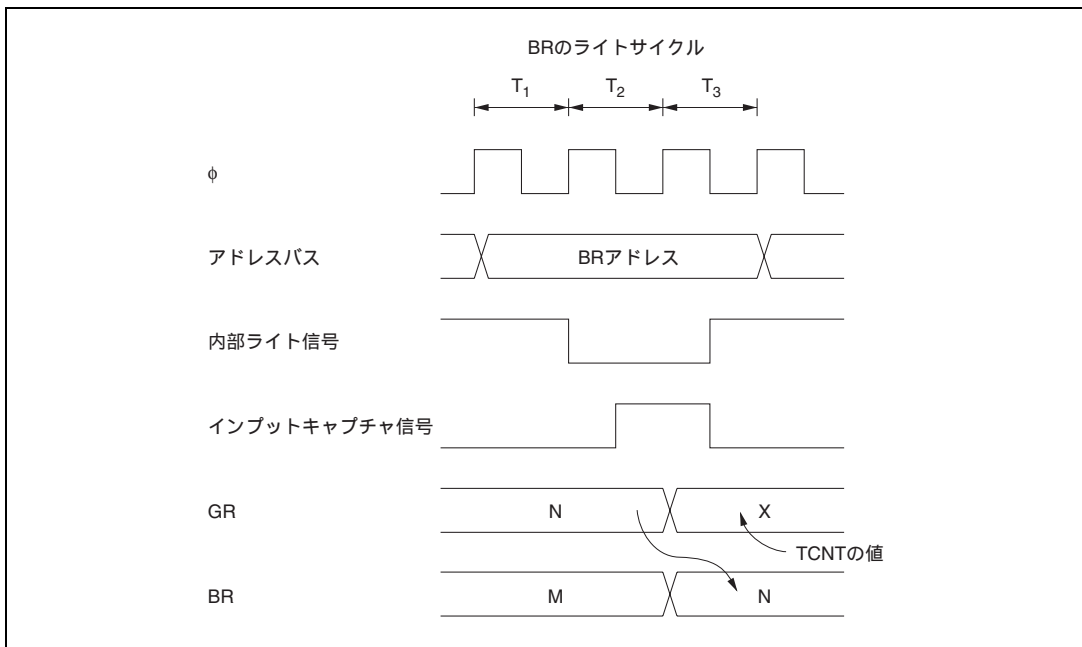 BRのライトサイクル
T1 T2 T3
φ
アドレスバス BRアドレス
内部ライト信号
インプットキャプチャ信号
GR N X
TCNTの値
BR M N